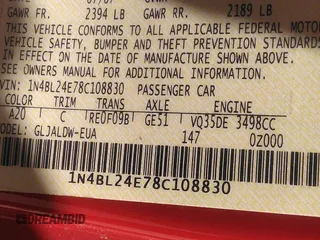 07/07
GAWR FR. 2394 LB GAWR RR. 2189 LB
THIS VEHICLE CONFORMS TO ALL APPLICABLE FEDERAL MOTOR
VEHICLE SAFETY, BUMPER AND THEFT PREVENTION STANDARDS
IN EFFECT ON THE DATE OF MANUFACTURE SHOWN ABOVE.
SEE OWNERS MANUAL FOR ADDITIONAL INFORMATION.
VIN:1N4BL24E78C108830 PASSENGER CAR
COLOR TRIM TRANS AXLE ENGINE
A20 C RE0F09B GE51 VQ35DE 3498CC
MODEL: GLJALDW-EUA
147 0Z000
1N4BL24E78C108830
DREAMBID